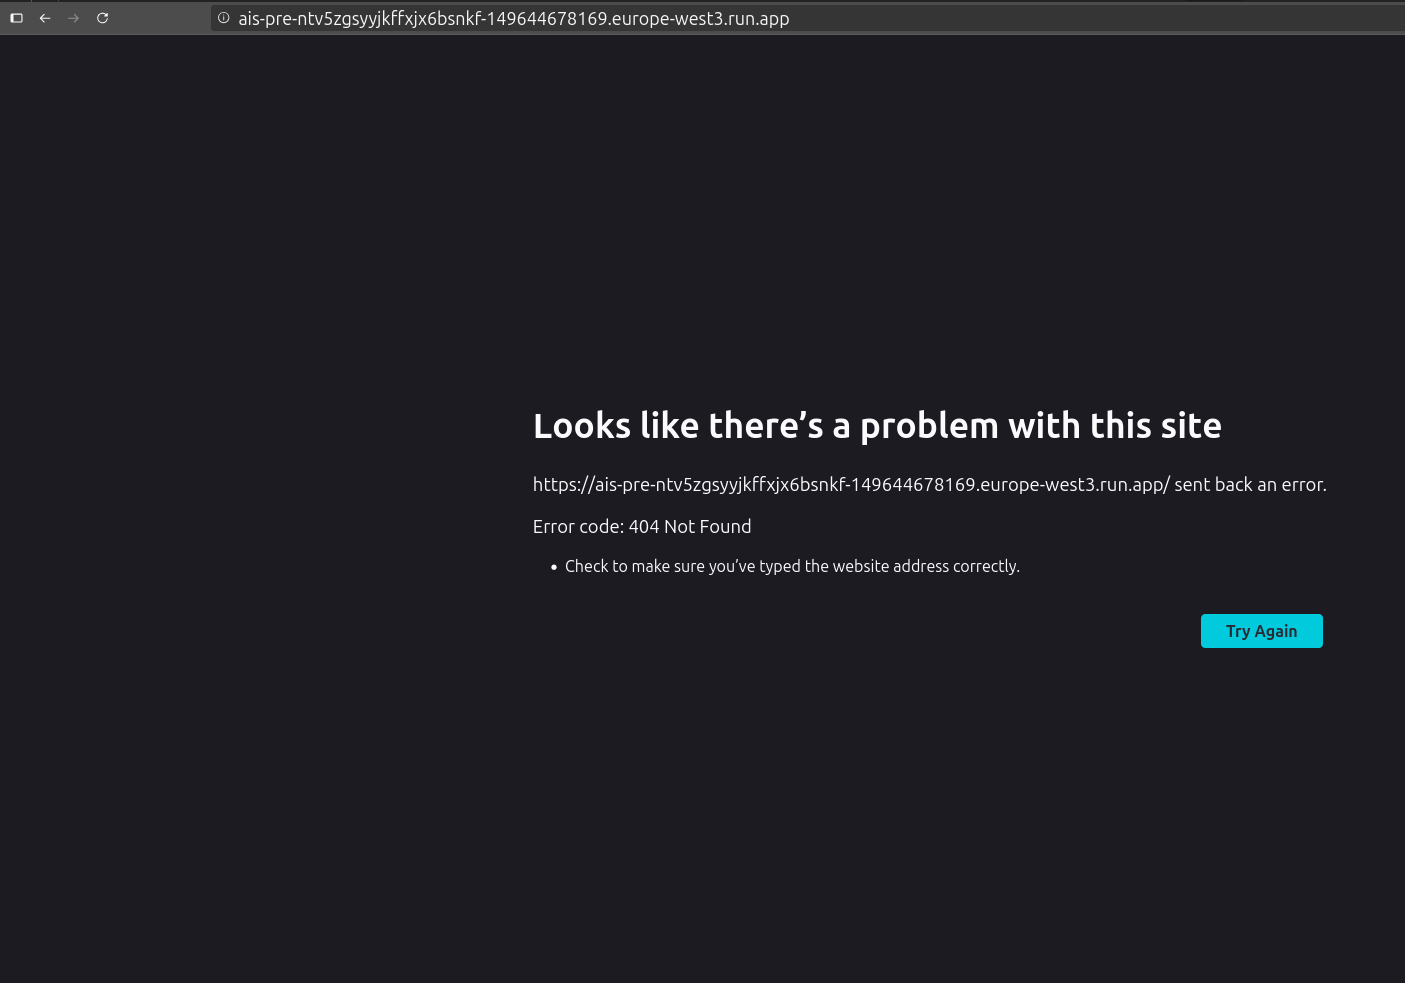 ais-pre-ntv5zgsyyjkffxjx6bsnkf-149644678169.europe-west3.run.app
Looks like there’s a problem with this site
https://ais-pre-ntv5zgsyyjkffxjx6bsnkf-149644678169.europe-west3.run.app/ sent back an error.
Error code: 404 Not Found
• Check to make sure you’ve typed the website address correctly.
Try Again